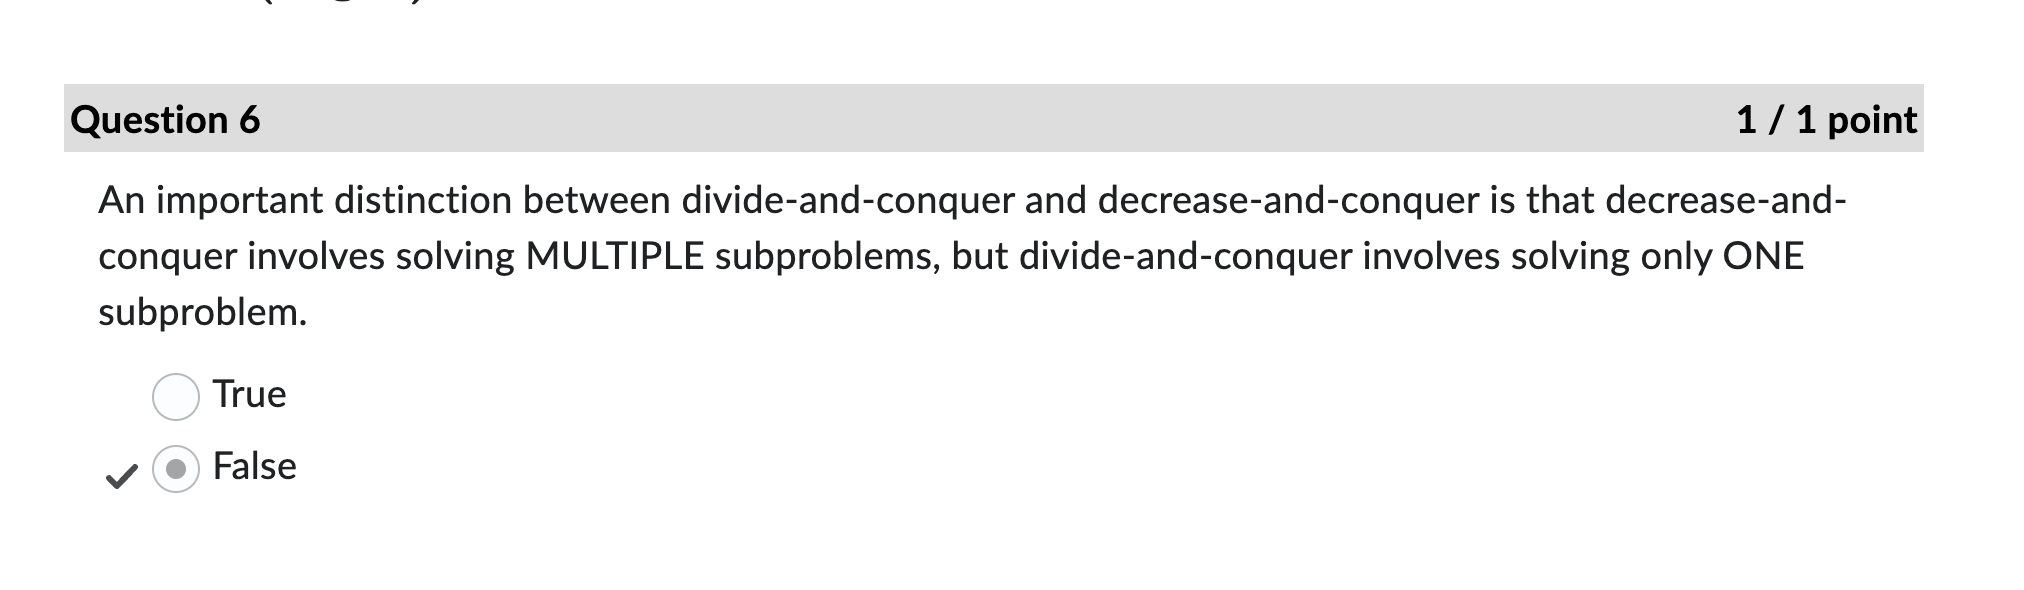 Question 6
1 / 1 point
An important distinction between divide-and-conquer and decrease-and-conquer is that decrease-and-
conquer involves solving MULTIPLE subproblems, but divide-and-conquer involves solving only ONE
subproblem.
True
False